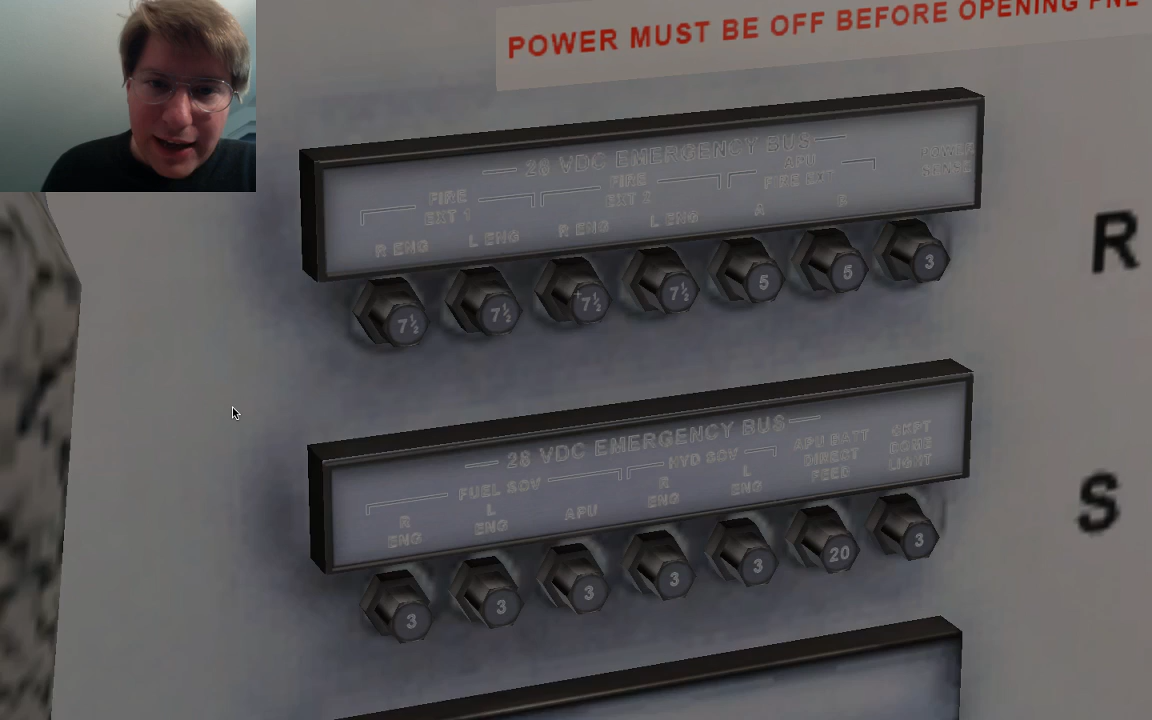 POWER MUST BE OFF BEFORE OPENING PNL
28 VDC EMERGENCY BUS
FIRE EXT 1
FIRE EXT 2
APU FIRE EXT
POWER SENSE
R ENG L ENG R ENG L ENG A B
7½ 7½ 7½ 7½ 5 5 3
R
28 VDC EMERGENCY BUS
FUEL SOV
HYD SOV
APU BATT DIRECT FEED
CKPT DOME LIGHT
R ENG L ENG APU R ENG L ENG
3 3 3 3 3 20 3
S